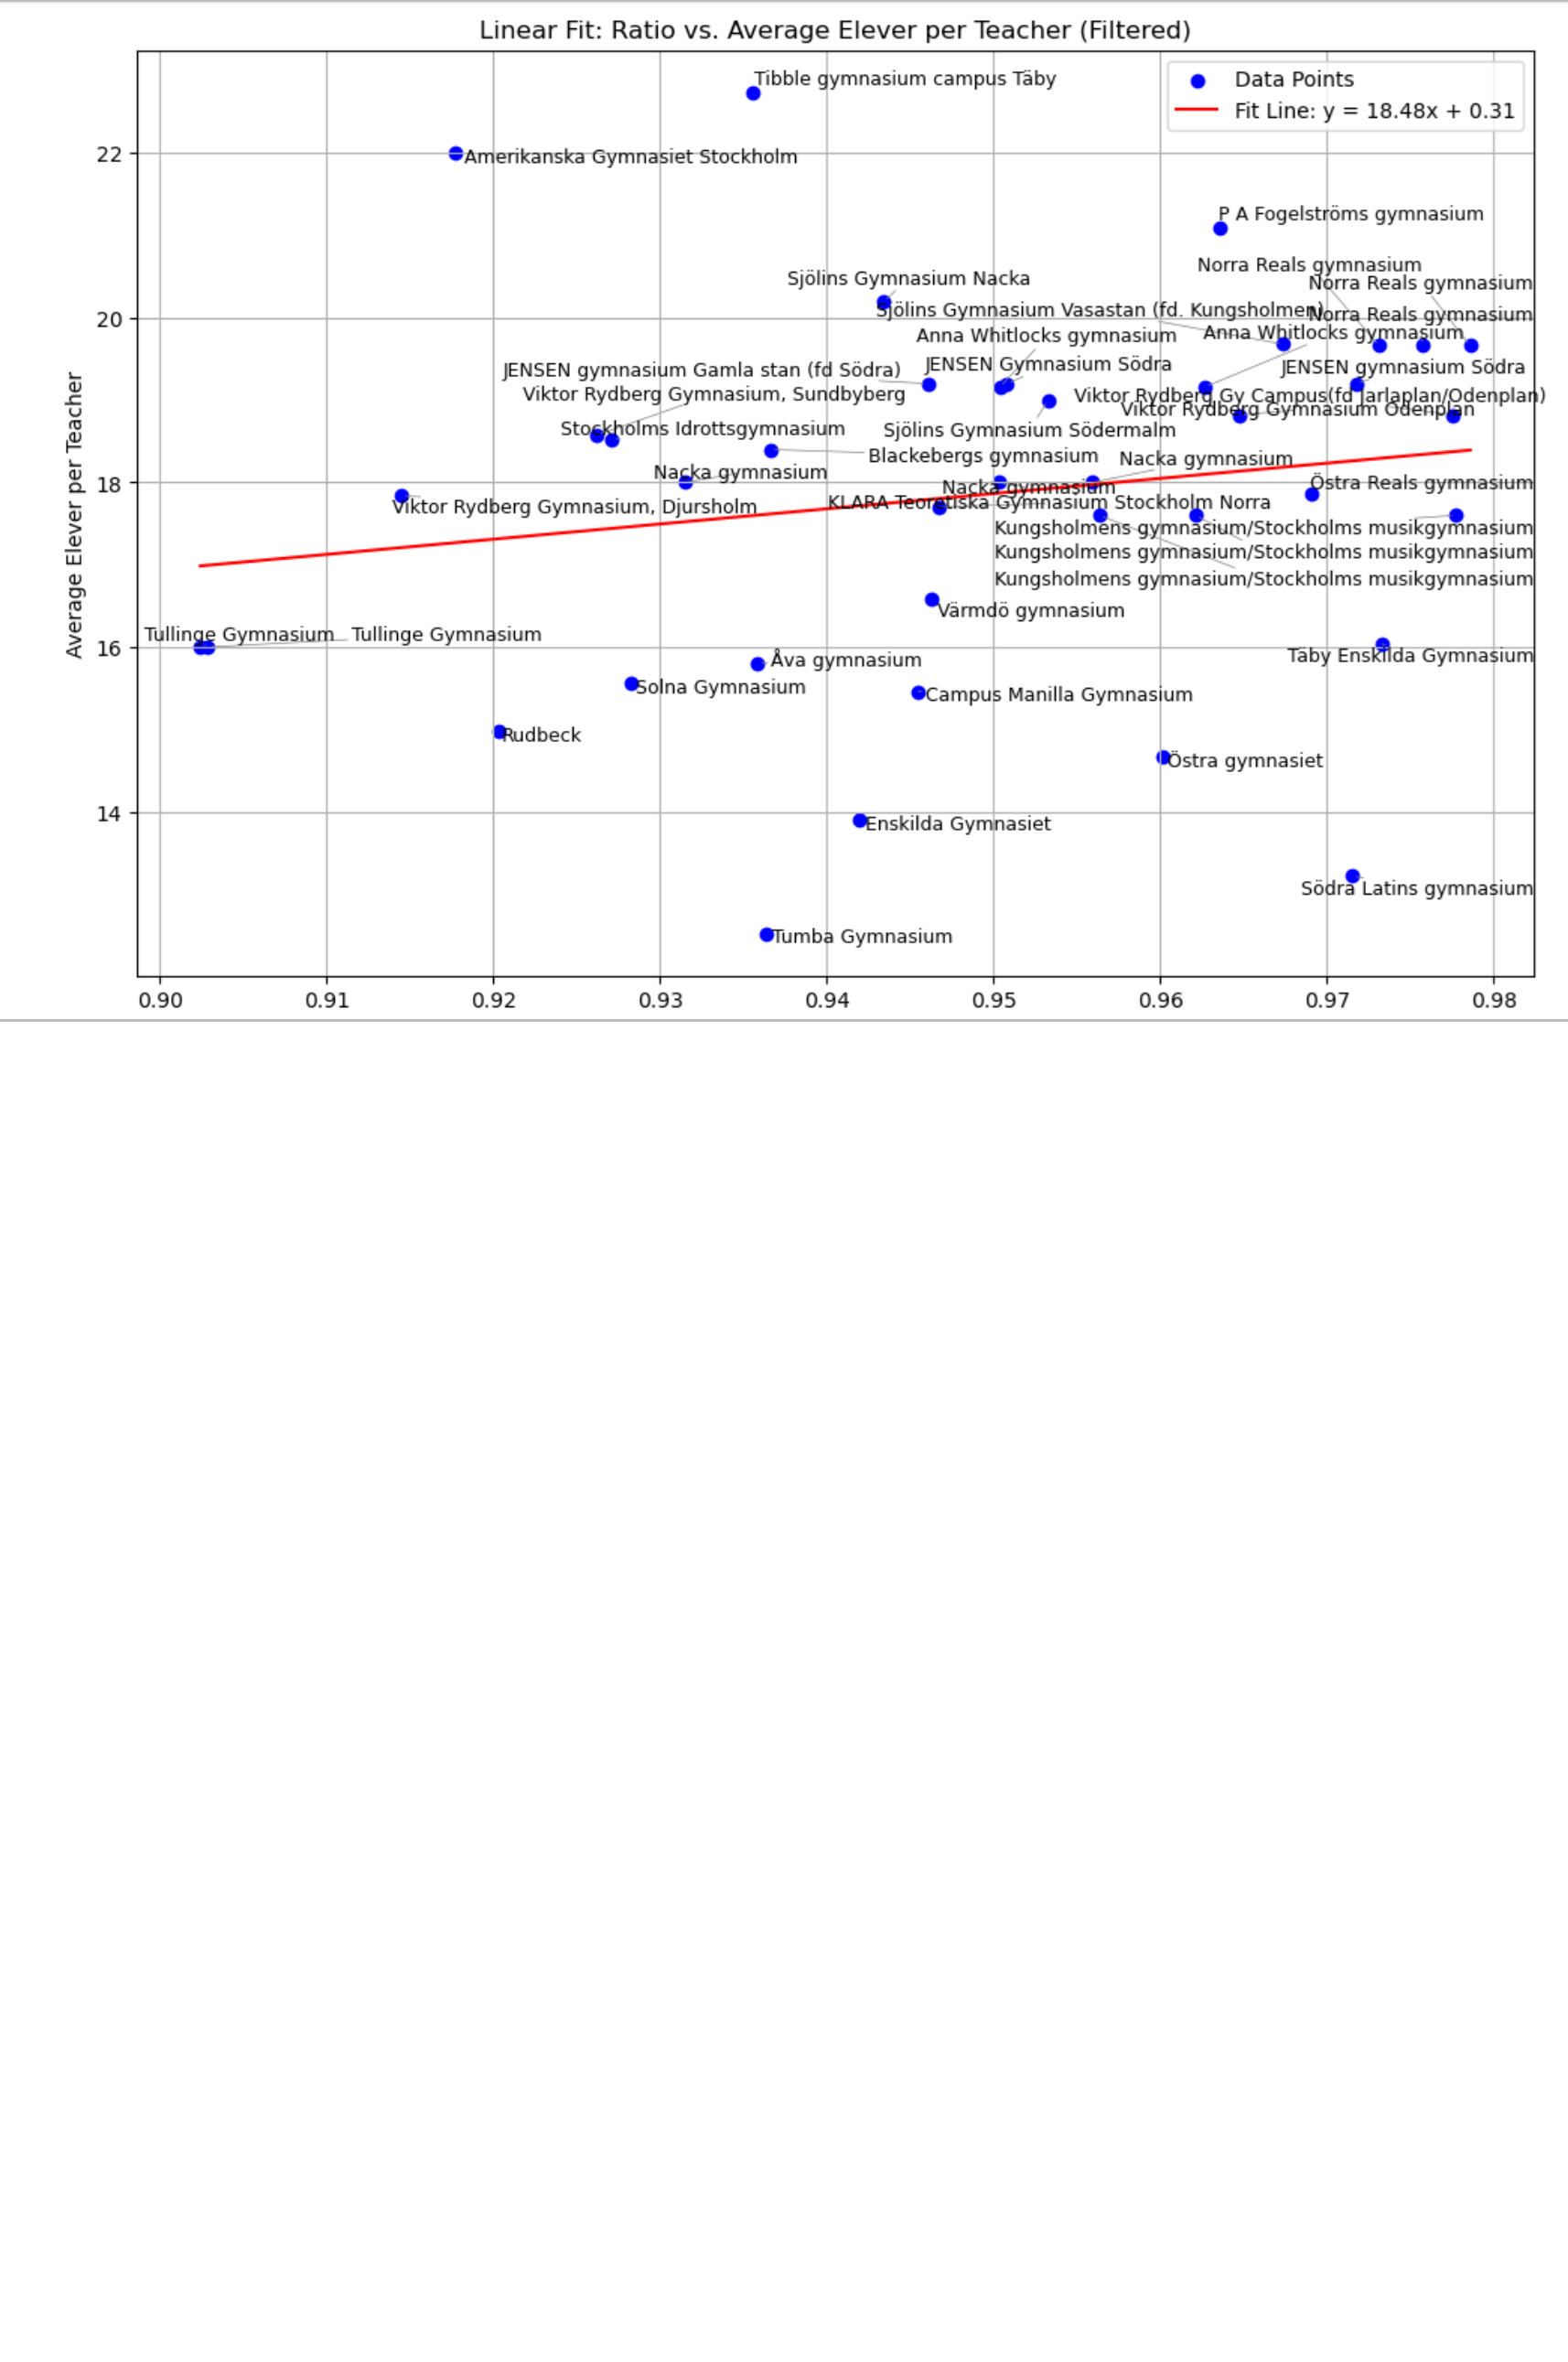 Linear Fit: Ratio vs. Average Elever per Teacher (Filtered)
Data Points
Fit Line: y = 18.48x + 0.31
Average Elever per Teacher
22
20
18
16
14
Tibble gymnasium campus Täby
Amerikanska Gymnasiet Stockholm
P A Fogelströms gymnasium
Norra Reals gymnasium
Sjölins Gymnasium Nacka
Norra Reals gymnasium
Sjölins Gymnasium Vasastan (fd. Kungsholmen)
Norra Reals gymnasium
Anna Whitlocks gymnasium
Anna Whitlocks gymnasium
JENSEN Gymnasium Södra
JENSEN gymnasium Södra
JENSEN gymnasium Gamla stan (fd Södra)
Viktor Rydberg Gymnasium, Sundbyberg
Viktor Rydberg Gy Campus(fd Jarlaplan/Odenplan)
Viktor Rydberg Gymnasium Odenplan
Stockholms Idrottsgymnasium
Sjölins Gymnasium Södermalm
Blackebergs gymnasium
Nacka gymnasium
Nacka gymnasium
Östra Reals gymnasium
Nacka gymnasium
KLARA Teoretiska Gymnasium Stockholm Norra
Viktor Rydberg Gymnasium, Djursholm
Kungsholmens gymnasium/Stockholms musikgymnasium
Kungsholmens gymnasium/Stockholms musikgymnasium
Kungsholmens gymnasium/Stockholms musikgymnasium
Värmdö gymnasium
Tullinge Gymnasium
Tullinge Gymnasium
Täby Enskilda Gymnasium
Åva gymnasium
Solna Gymnasium
Campus Manilla Gymnasium
Rudbeck
Östra gymnasiet
Enskilda Gymnasiet
Södra Latins gymnasium
Tumba Gymnasium
0.90 0.91 0.92 0.93 0.94 0.95 0.96 0.97 0.98